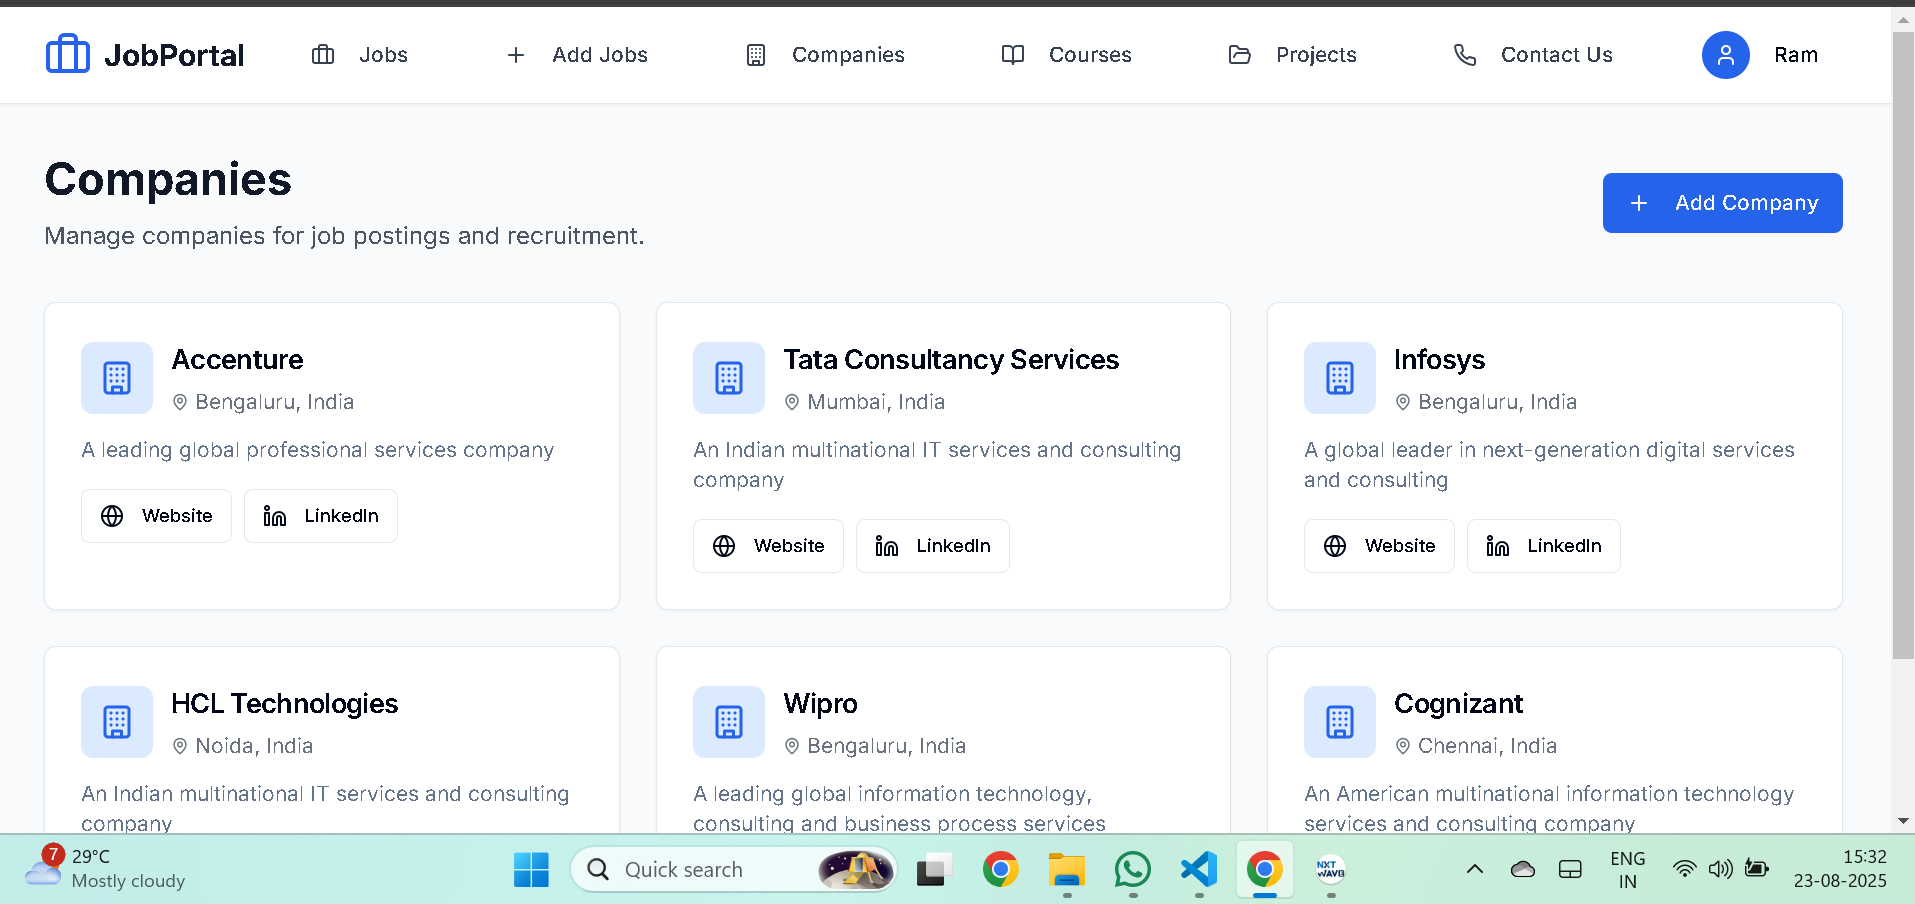 JobPortal
Jobs
Add Jobs
Companies
Courses
Projects
Contact Us
Ram
Companies
Manage companies for job postings and recruitment.
Add Company
Accenture
Bengaluru, India
A leading global professional services company
Website
LinkedIn
Tata Consultancy Services
Mumbai, India
An Indian multinational IT services and consulting
company
Website
LinkedIn
Infosys
Bengaluru, India
A global leader in next-generation digital services
and consulting
Website
LinkedIn
HCL Technologies
Noida, India
An Indian multinational IT services and consulting
company
Wipro
Bengaluru, India
A leading global information technology,
consulting and business process services
Cognizant
Chennai, India
An American multinational information technology
services and consulting company
7
29°C
Mostly cloudy
Quick search
NXT
WAVE
ENG
IN
15:32
23-08-2025